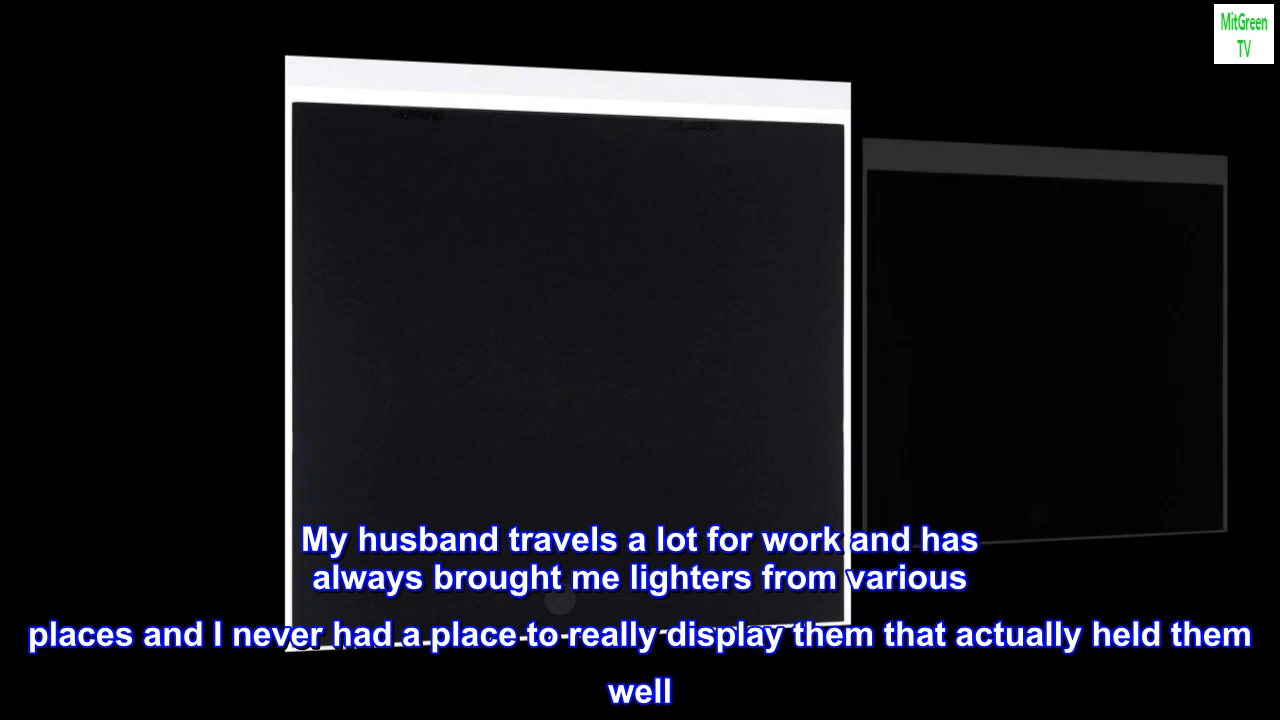 MitGreen
TV
My husband travels a lot for work and has
always brought me lighters from various
places and I never had a place to really display them that actually held them
well